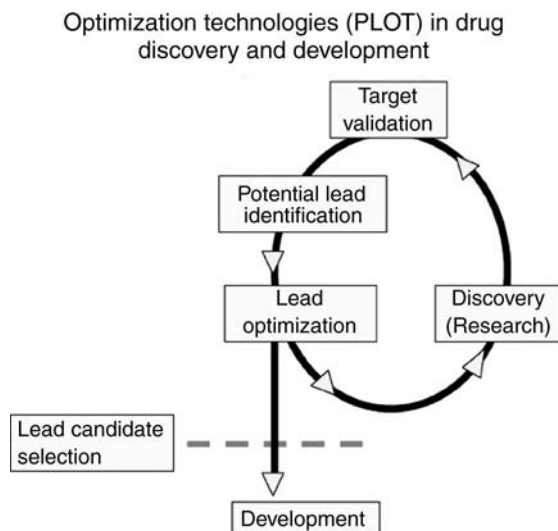 Optimization technologies (PLOT) in drug
discovery and development
Target
validation
Potential lead
identification
Lead
optimization
Discovery
(Research)
Lead candidate
selection
Development